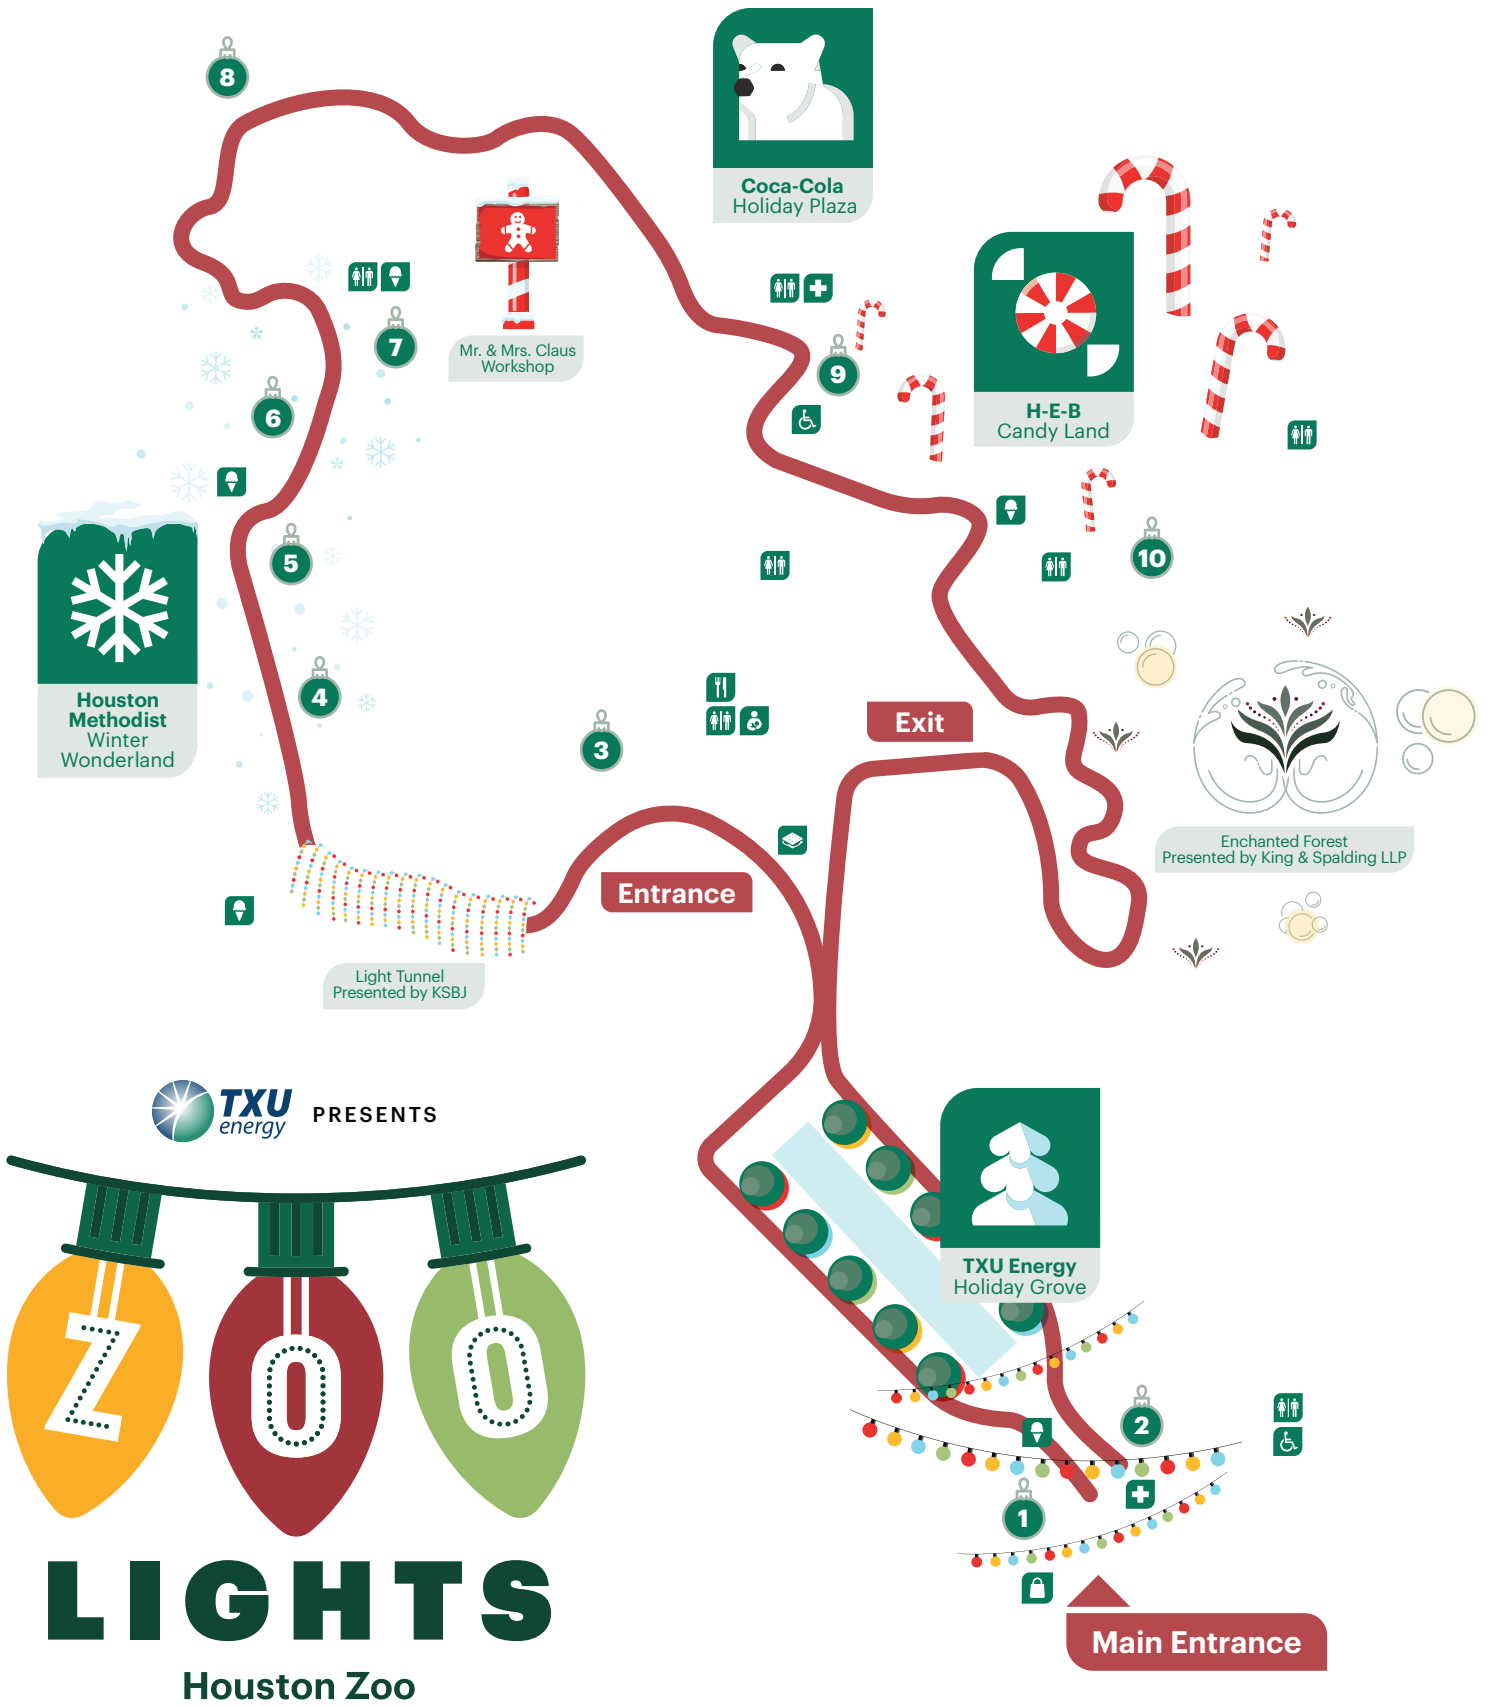 8
Coca-Cola
Holiday Plaza
7
Mr. & Mrs. Claus
Workshop
9
6
H-E-B
Candy Land
5
10
Houston
Methodist
Winter
Wonderland
4
3
Exit
Enchanted Forest
Presented by King & Spalding LLP
Entrance
Light Tunnel
Presented by KSBJ
TXU
energy
PRESENTS
ZOO
LIGHTS
Houston Zoo
TXU Energy
Holiday Grove
2
1
Main Entrance